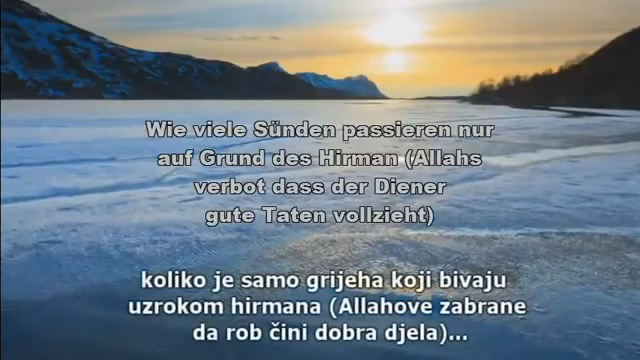 Wie viele Sünden passieren nur
auf Grund des Hirman (Allahs
verbot dass der Diener
gute Taten vollzieht)
koliko je samo grijeha koji bivaju
uzrokom hirmana (Allahove zabrane
da rob čini dobra djela)...